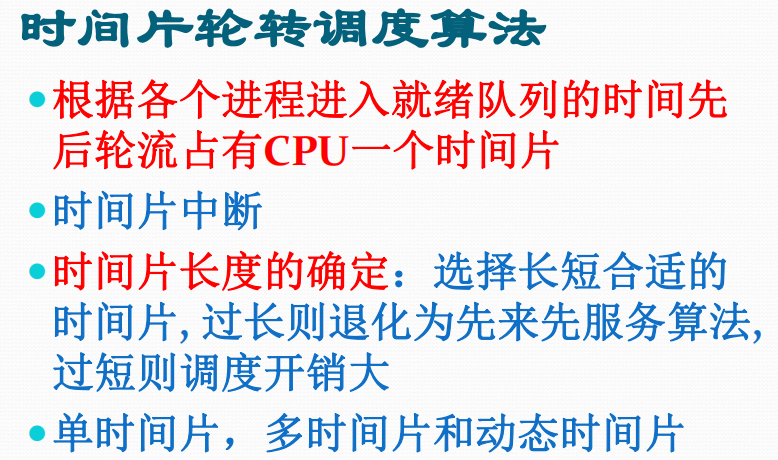 时间片轮转调度算法
•根据各个进程进入就绪队列的时间先
后轮流占有CPU一个时间片
•时间片中断
•时间片长度的确定：选择长短合适的
时间片,过长则退化为先来先服务算法,
过短则调度开销大
•单时间片，多时间片和动态时间片